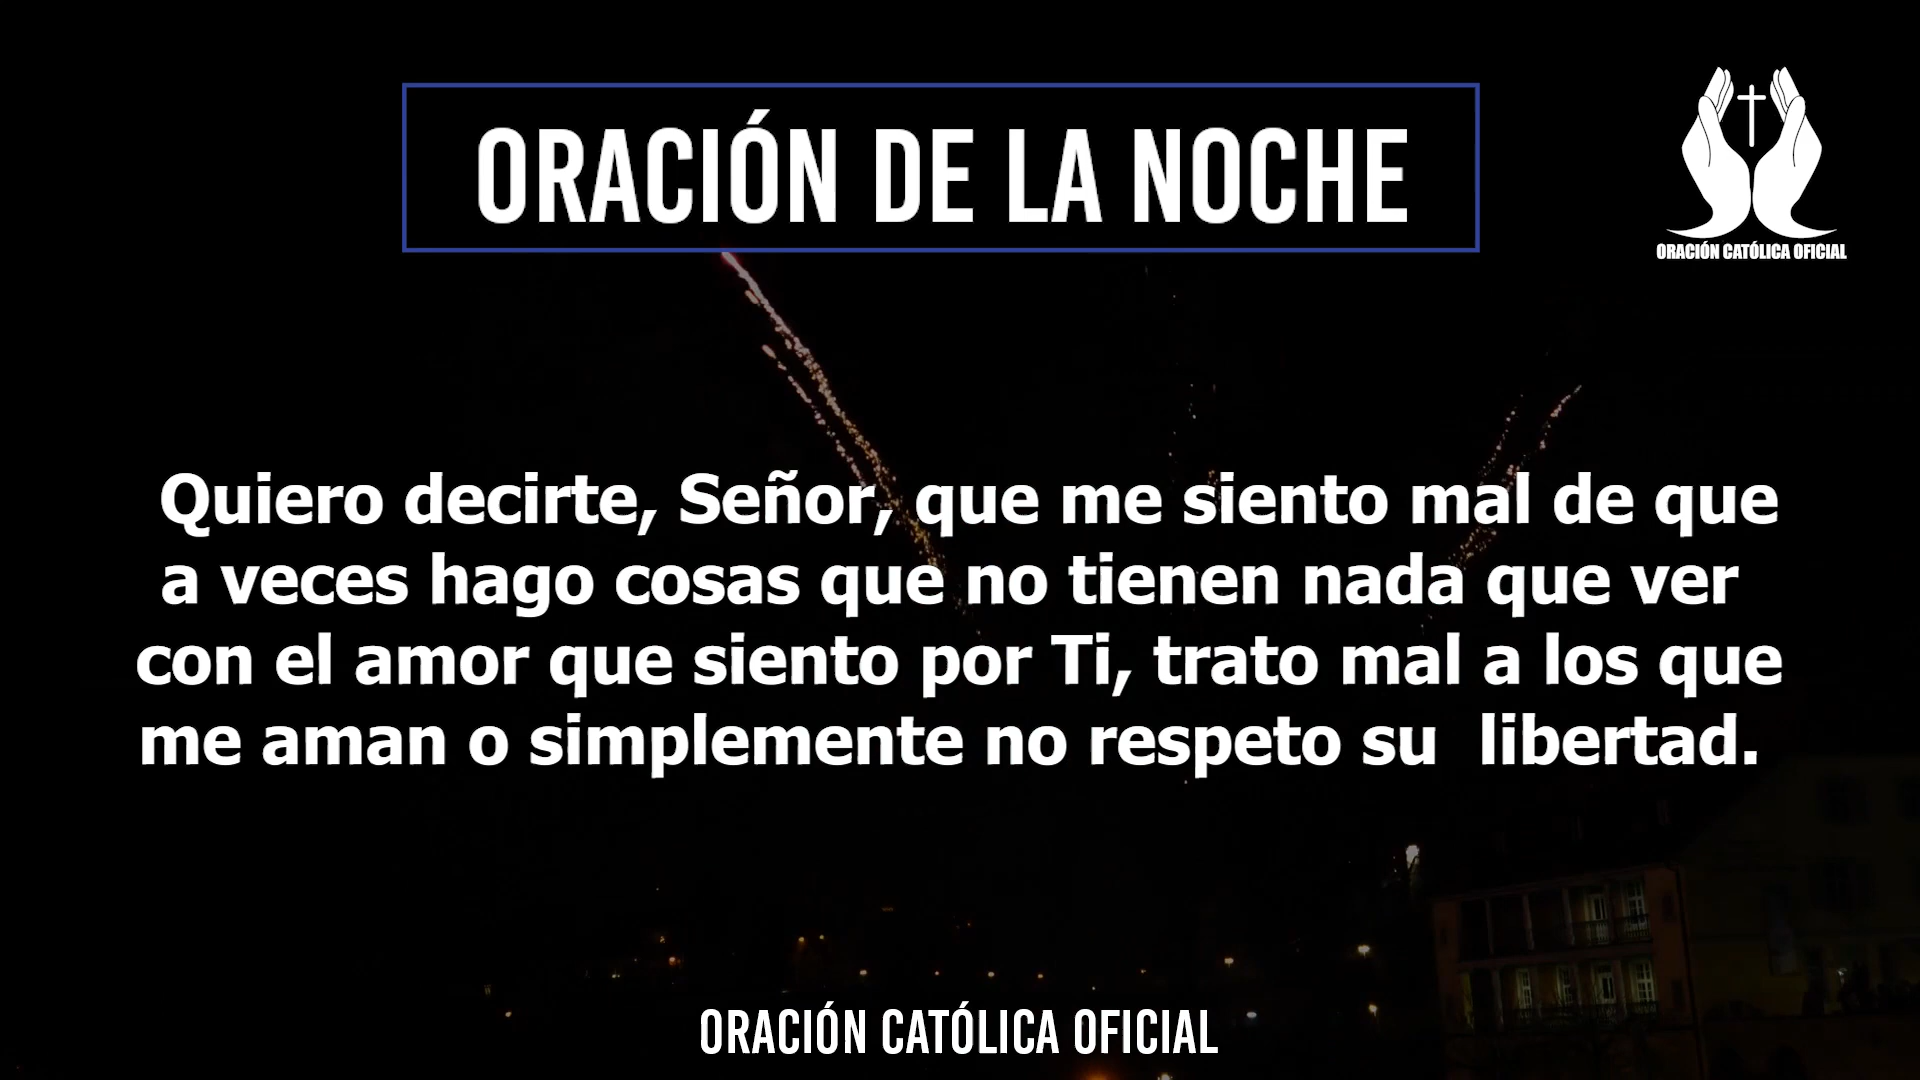 ORACIÓN DE LA NOCHE
ORACIÓN CATÓLICA OFICIAL
Quiero decirte, Señor, que me siento mal de que
a veces hago cosas que no tienen nada que ver
con el amor que siento por Ti, trato mal a los que
me aman o simplemente no respeto su  libertad.
ORACIÓN CATÓLICA OFICIAL